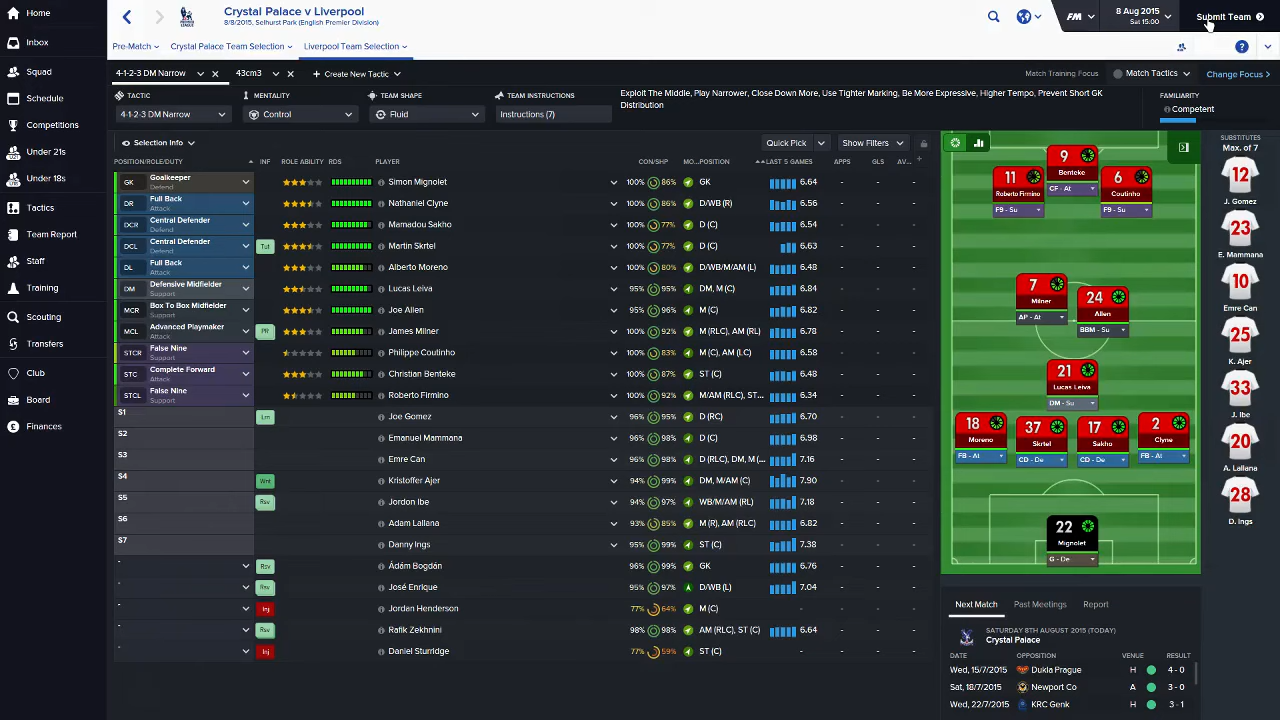 Home
Inbox
Squad
Schedule
Competitions
Under 21s
Under 18s
Tactics
Team Report
Staff
Training
Scouting
Transfers
Club
Board
Finances
Crystal Palace v Liverpool
8/8/2015, Selhurst Park (English Premier Division)
FM
8 Aug 2015
Sat 15:00
Submit Team
Pre-Match
Crystal Palace Team Selection
Liverpool Team Selection
4-1-2-3 DM Narrow
43cm3
Create New Tactic
Match Training Focus
Match Tactics
Change Focus
TACTIC
4-1-2-3 DM Narrow
MENTALITY
Control
TEAM SHAPE
Fluid
TEAM INSTRUCTIONS
Instructions (7)
Exploit The Middle, Play Narrower, Close Down More, Use Tighter Marking, Be More Expressive, Higher Tempo, Prevent Short GK
Distribution
FAMILIARITY
Competent
Selection Info
Quick Pick
Show Filters
POSITION/ROLE/DUTY INF ROLE ABILITY RDS PLAYER CON/SHP MO... POSITION LAST 5 GAMES APPS GLS AV...
GK Goalkeeper Defend Simon Mignolet 100% 86% GK 6.64 - - -
DR Full Back Attack Nathaniel Clyne 100% 86% D/WB (R) 6.56 - - -
DCR Central Defender Defend Mamadou Sakho 100% 77% D (C) 6.54 - - -
DCL Central Defender Defend Tut Martin Skrtel 100% 77% D (C) 6.63 - - -
DL Full Back Attack Alberto Moreno 100% 80% D/WB/M/AM (L) 6.48 - - -
DM Defensive Midfielder Support Lucas Leiva 95% 95% DM, M (C) 6.84 - - -
MCR Box To Box Midfielder Support Joe Allen 95% 96% M (C) 6.82 - - -
MCL Advanced Playmaker Attack PR James Milner 100% 92% M (RLC), AM (RL) 6.78 - - -
STCR False Nine Support Philippe Coutinho 100% 83% M (C), AM (LC) 6.58 - - -
STC Complete Forward Attack Christian Benteke 100% 87% ST (C) 6.48 - - -
STCL False Nine Support Roberto Firmino 100% 92% M/AM (RLC), ST... 6.34 - - -
S1 Lrn Joe Gomez 96% 95% D (RC) 6.70 - - -
S2 Emanuel Mammana 96% 98% D (C) 6.98 - - -
S3 Emre Can 96% 98% D (RLC), DM, M (... 7.16 - - -
S4 Wnt Kristoffer Ajer 94% 99% DM, M/AM (C) 7.90 - - -
S5 Rsv Jordon Ibe 94% 97% WB/M/AM (RL) 7.18 - - -
S6 Adam Lallana 93% 85% M (R), AM (RLC) 6.82 - - -
S7 Danny Ings 95% 99% ST (C) 7.38 - - -
- Rsv Ádám Bogdán 96% 99% GK 6.76 - - -
- Rsv José Enrique 95% 97% D/WB (L) 7.04 - - -
- Inj Jordan Henderson 77% 64% M (C) - - - -
- Rsv Rafik Zekhnini 98% 98% AM (RLC), ST (C) 6.64 - - -
- Inj Daniel Sturridge 77% 59% ST (C) - - - -
9
Benteke
CF - At
11
Roberto Firmino
F9 - Su
6
Coutinho
F9 - Su
7
Milner
AP - At
24
Allen
BBM - Su
21
Lucas Leiva
DM - Su
18
Moreno
FB - At
37
Skrtel
CD - De
17
Sakho
CD - De
2
Clyne
FB - At
22
Mignolet
G - De
SUBSTITUTES
Max. of 7
12
J. Gomez
23
E. Mammana
10
Emre Can
25
K. Ajer
33
J. Ibe
20
A. Lallana
28
D. Ings
Next Match
Past Meetings
Report
SATURDAY 8TH AUGUST 2015 (TODAY)
Crystal Palace
DATE OPPOSITION VENUE RESULT
Wed, 15/7/2015 Dukla Prague H 4 - 0
Sat, 18/7/2015 Newport Co A 3 - 0
Wed, 22/7/2015 KRC Genk H 3 - 1